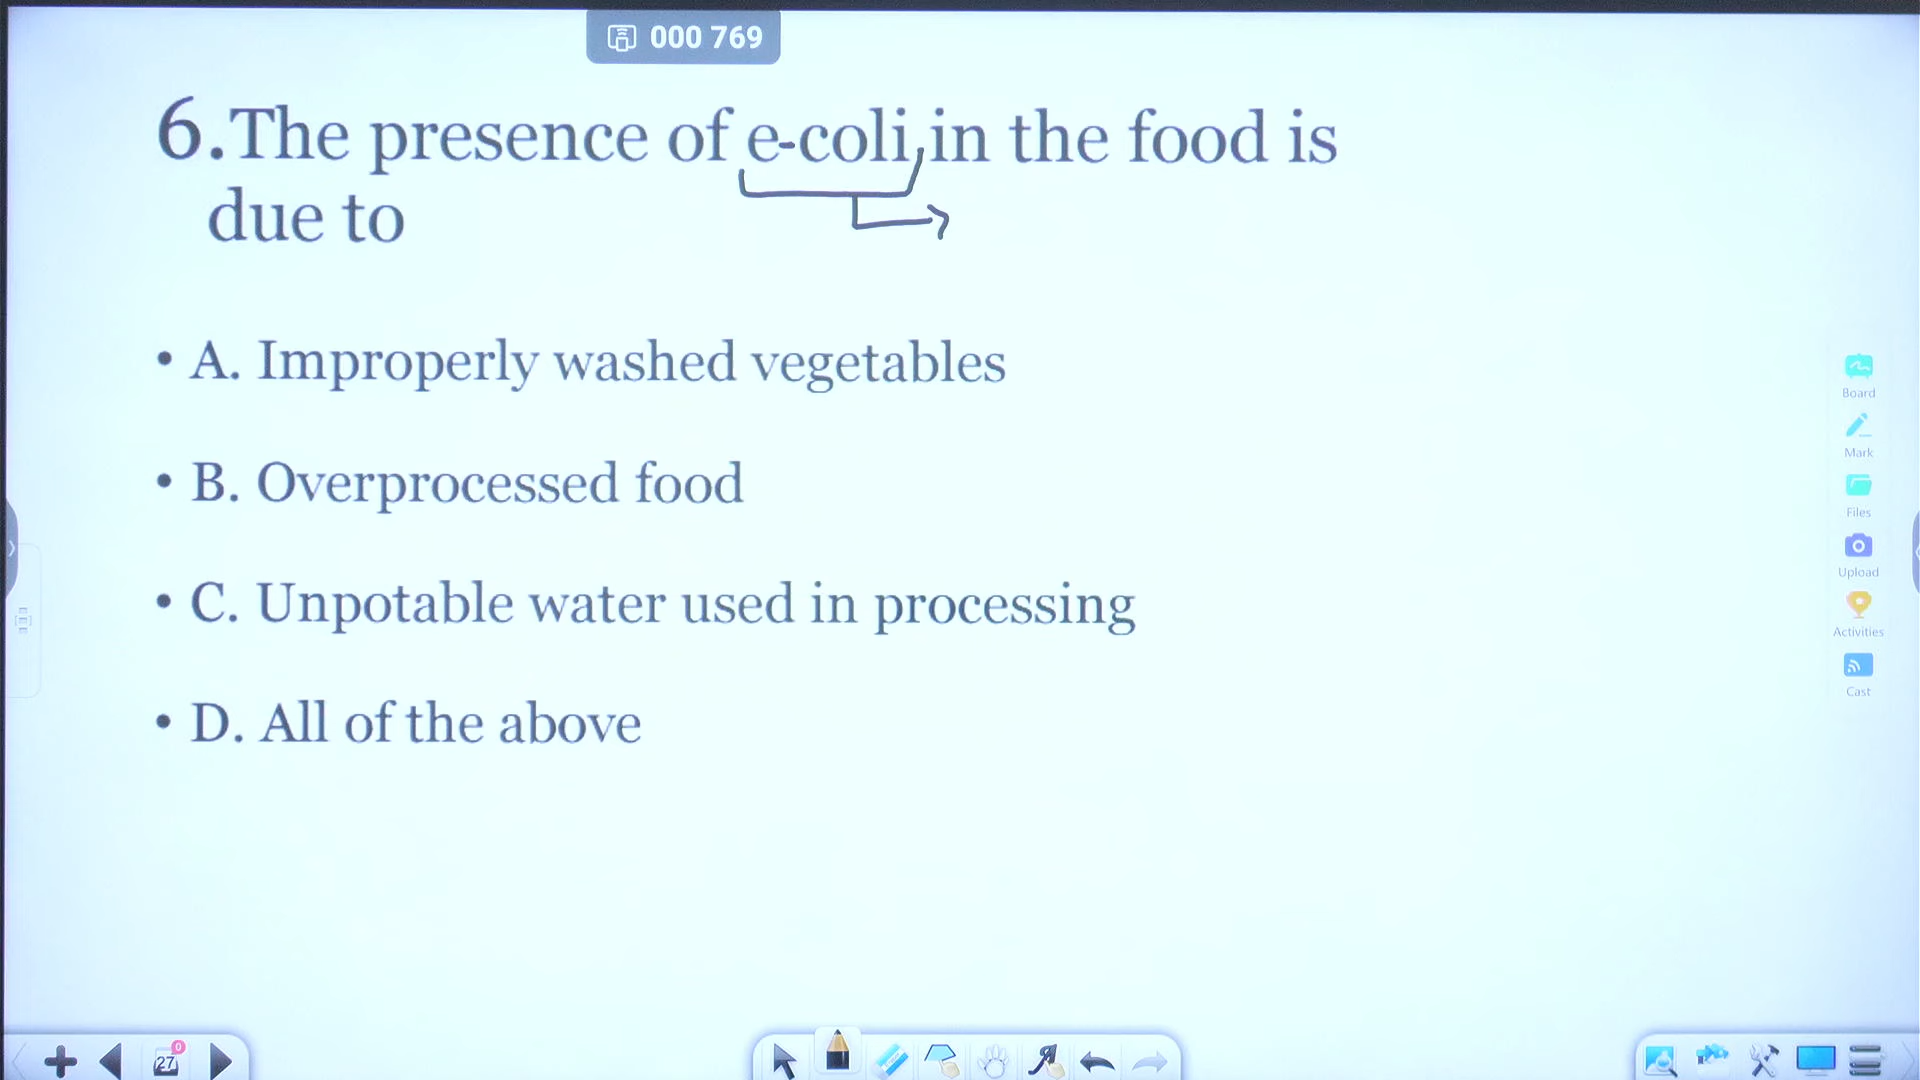 000 769
6.The presence of e-coli,in the food is
due to
• A. Improperly washed vegetables
• B. Overprocessed food
• C. Unpotable water used in processing
• D. All of the above
Board
Mark
Files
Upload
Activities
Cast
27
0